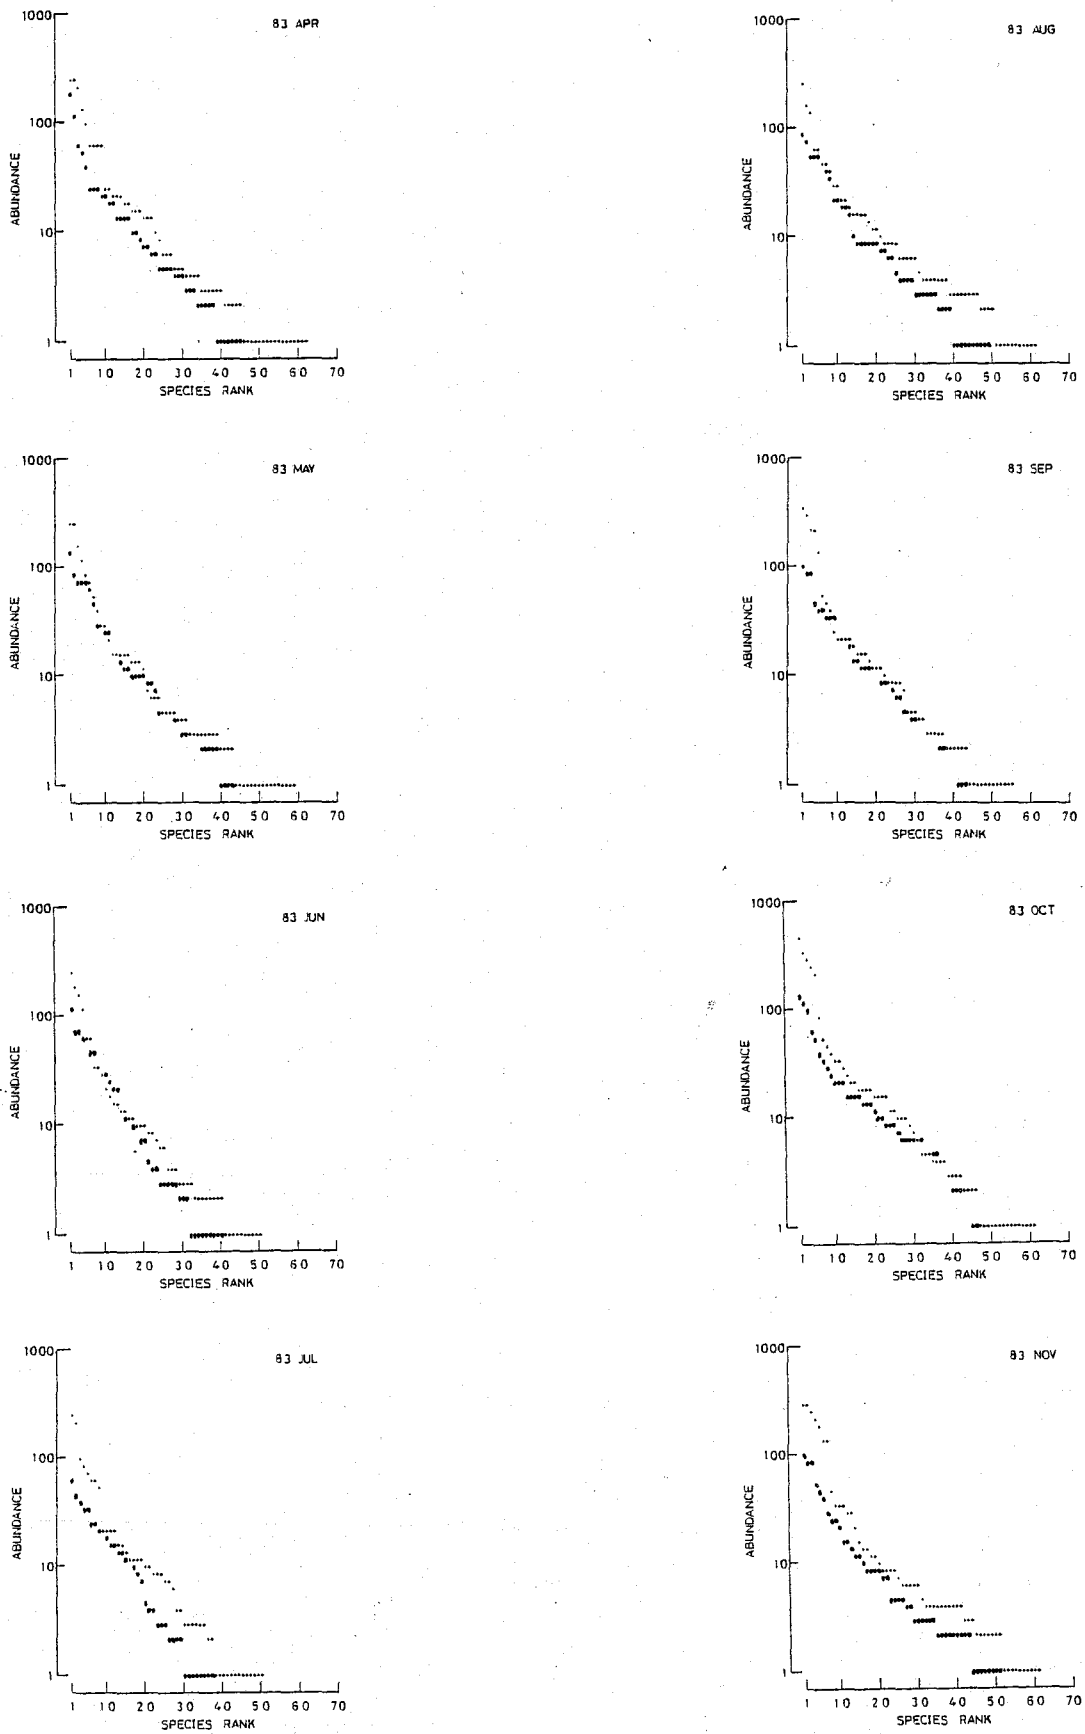 83 APR
1000
100
10
1
ABUNDANCE
1 10 20 30 40 50 60 70
SPECIES RANK
83 MAY
1000
100
10
1
ABUNDANCE
1 10 20 30 40 50 60 70
SPECIES RANK
83 JUN
1000
100
10
1
ABUNDANCE
1 10 20 30 40 50 60 70
SPECIES RANK
83 JUL
1000
100
10
1
ABUNDANCE
1 10 20 30 40 50 60 70
SPECIES RANK
83 AUG
1000
100
10
1
ABUNDANCE
1 10 20 30 40 50 60 70
SPECIES RANK
83 SEP
1000
100
10
1
ABUNDANCE
1 10 20 30 40 50 60 70
SPECIES RANK
83 OCT
1000
100
10
1
ABUNDANCE
1 10 20 30 40 50 60 70
SPECIES RANK
83 NOV
1000
100
10
1
ABUNDANCE
1 10 20 30 40 50 60 70
SPECIES RANK